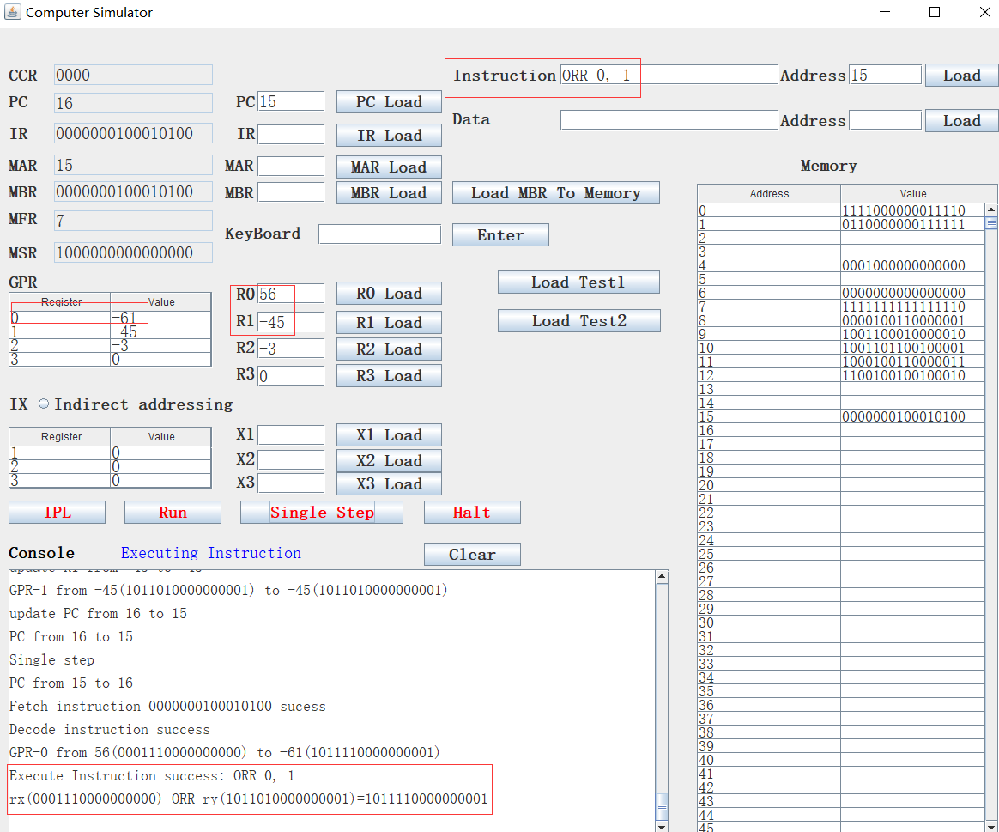 Computer Simulator
CCR 0000
Instruction ORR 0, 1 Address 15 Load
PC 16 PC 15 PC Load
Data Address Load
IR 0000000100010100 IR IR Load
MAR 15 MAR MAR Load
Memory
MBR 0000000100010100 MBR MBR Load Load MBR To Memory
MFR 7
KeyBoard Enter
MSR 1000000000000000
GPR
Register Value
0 -61
1 -45
2 -3
3 0
R0 56 R0 Load
R1 -45 R1 Load
R2 -3 R2 Load
R3 0 R3 Load
Load Test1
Load Test2
IX Indirect addressing
Register Value
1 0
2 0
3 0
X1 X1 Load
X2 X2 Load
X3 X3 Load
IPL Run Single Step Halt
Console Executing Instruction Clear
GPR-1 from -45(1011010000000001) to -45(1011010000000001)
update PC from 16 to 15
PC from 16 to 15
Single step
PC from 15 to 16
Fetch instruction 0000000100010100 sucess
Decode instruction success
GPR-0 from 56(0001110000000000) to -61(1011110000000001)
Execute Instruction success: ORR 0, 1
rx(0001110000000000) ORR ry(1011010000000001)=1011110000000001
Address Value
0 1111000000011110
1 0110000000111111
2
3
4 0001000000000000
5
6 0000000000000000
7 1111111111111110
8 0000100110000001
9 1001100010000010
10 1001101100100001
11 1000100110000011
12 1100100100100010
13
14
15 0000000100010100
16
17
18
19
20
21
22
23
24
25
26
27
28
29
30
31
32
33
34
35
36
37
38
39
40
41
42
43
44
45